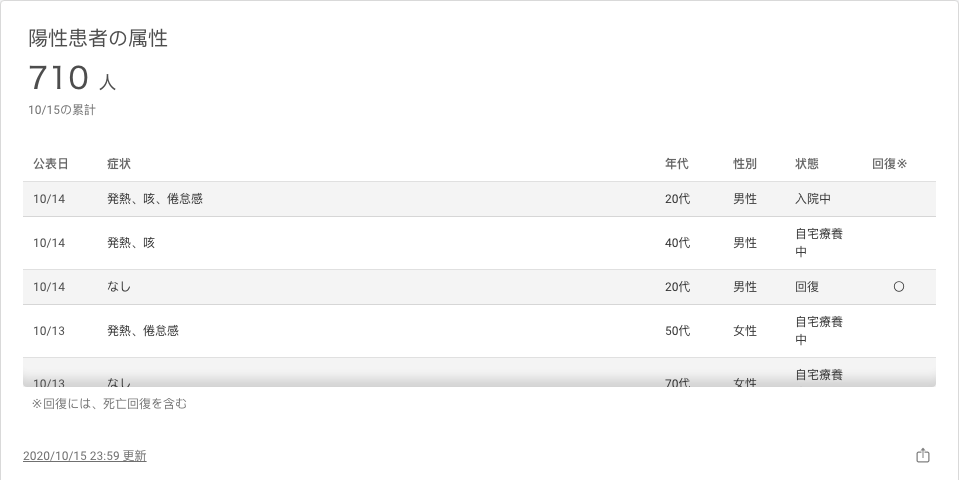 陽性患者の属性
710 人
10/15の累計
公表日 症状 年代 性別 状態 回復※
10/14 発熱、咳、倦怠感 20代 男性 入院中
10/14 発熱、咳 40代 男性 自宅療養
中
10/14 なし 20代 男性 回復 〇
10/13 発熱、倦怠感 50代 女性 自宅療養
中
10/13 なし 70代 女性 自宅療養
※回復には、死亡回復を含む
2020/10/15 23:59 更新